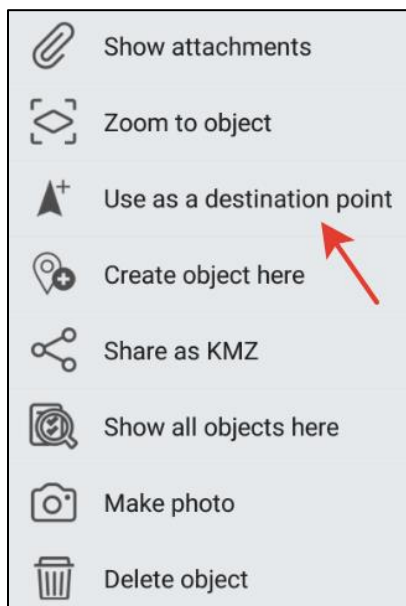 Show attachments
Zoom to object
Use as a destination point
Create object here
Share as KMZ
Show all objects here
Make photo
Delete object